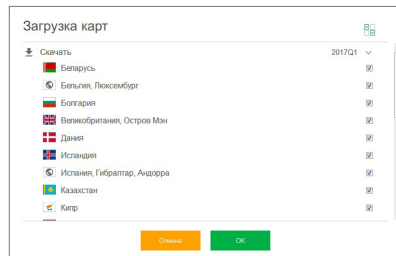 Загрузка карт
Скачать 2017Q1
Беларусь
Бельгия, Люксембург
Болгария
Великобритания, Остров Мэн
Дания
Исландия
Испания, Гибралтар, Андорра
Казахстан
Кипр
Отмена OK